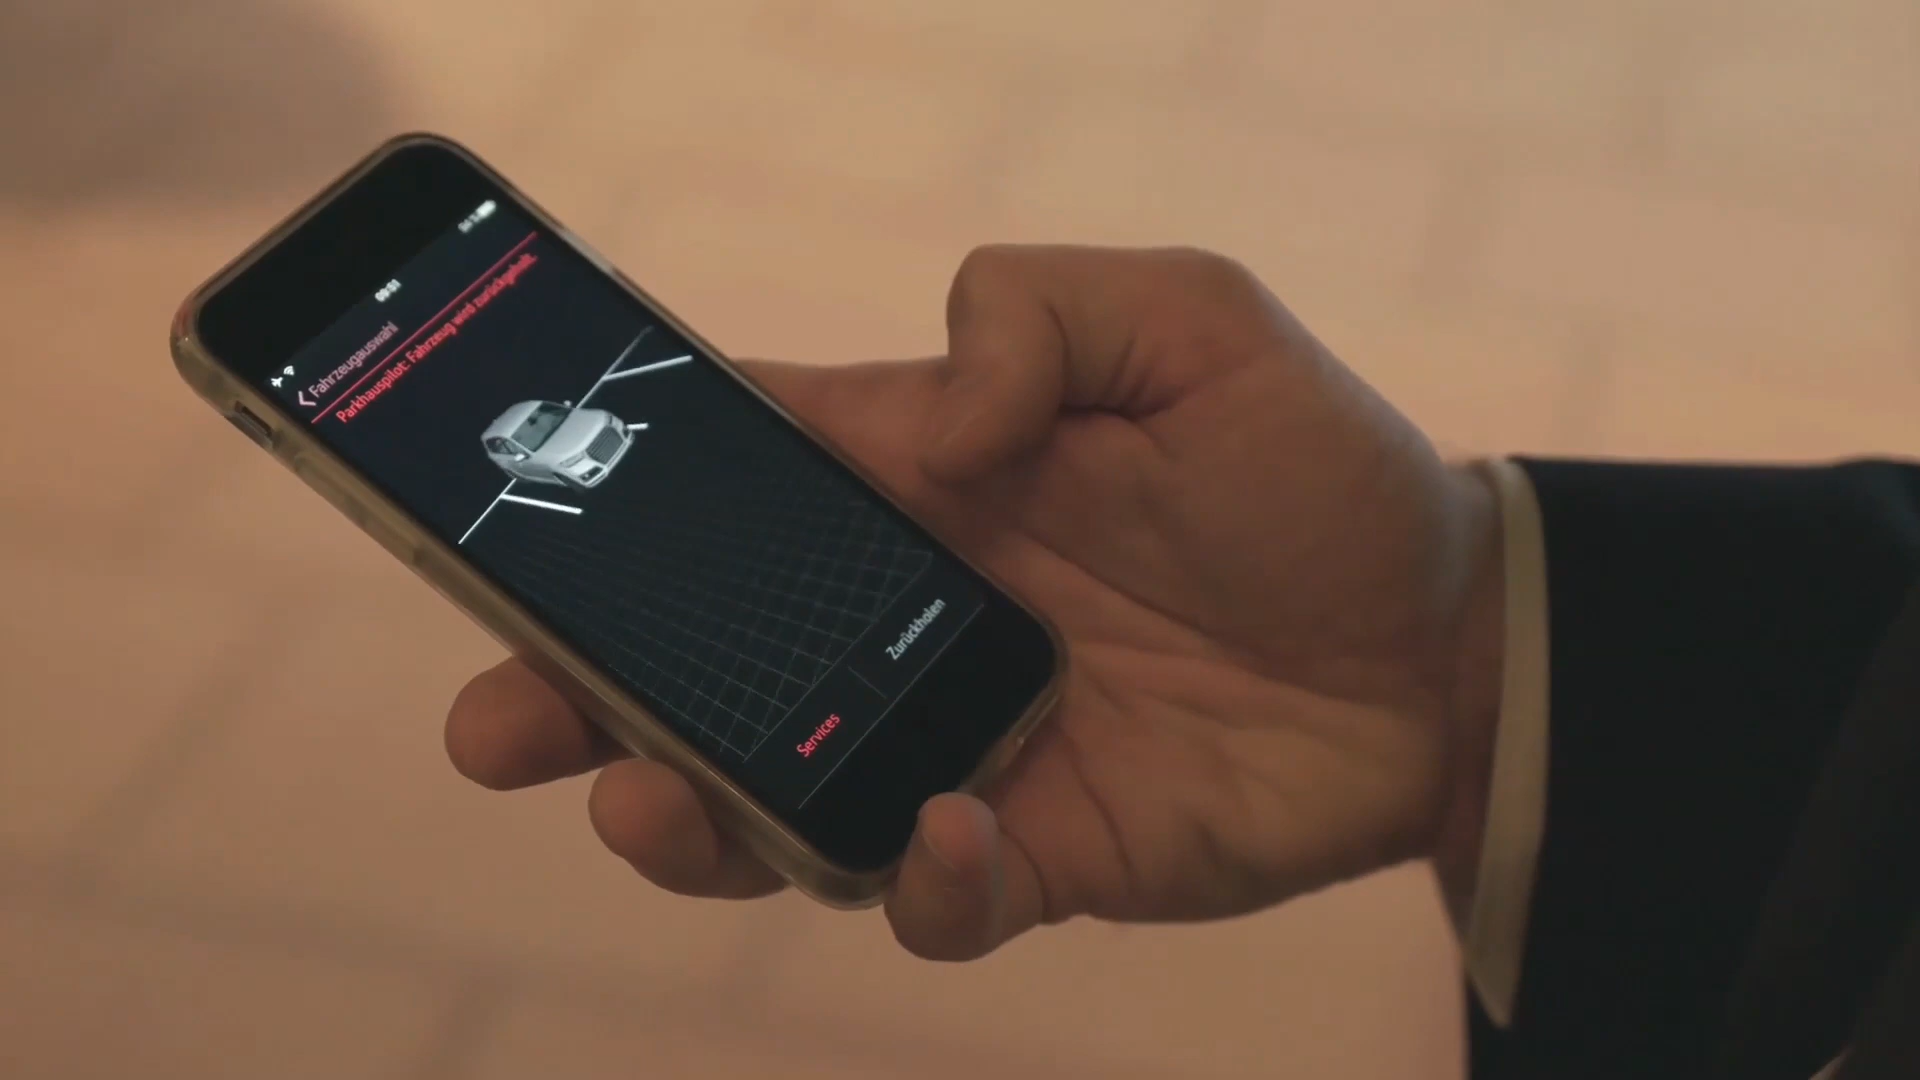 09:51
Fahrzeugauswahl
Parkhauspilot: Fahrzeug wird zurückgeholt.
Services
Zurückholen